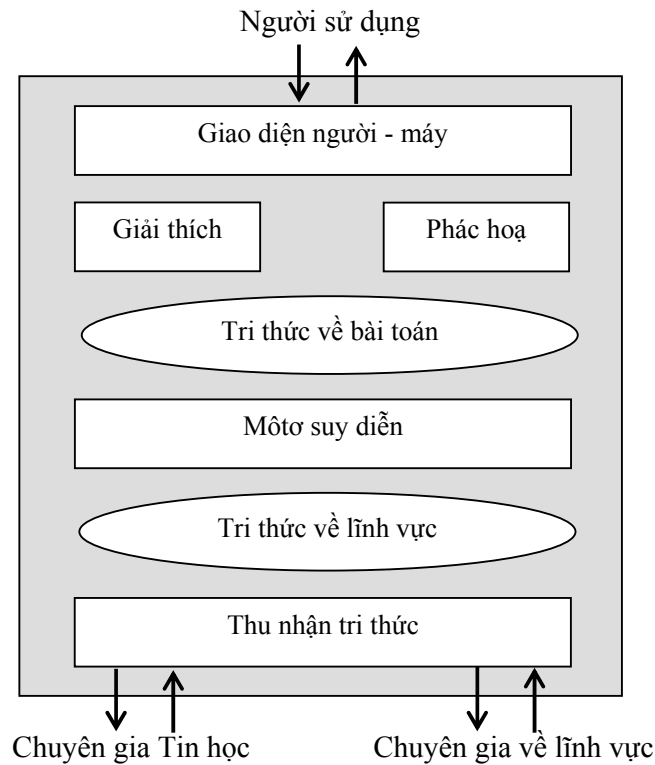 Người sử dụng
Giao diện người - máy
Giải thích
Phác hoạ
Tri thức về bài toán
Môtơ suy diễn
Tri thức về lĩnh vực
Thu nhận tri thức
Chuyên gia Tin học
Chuyên gia về lĩnh vực